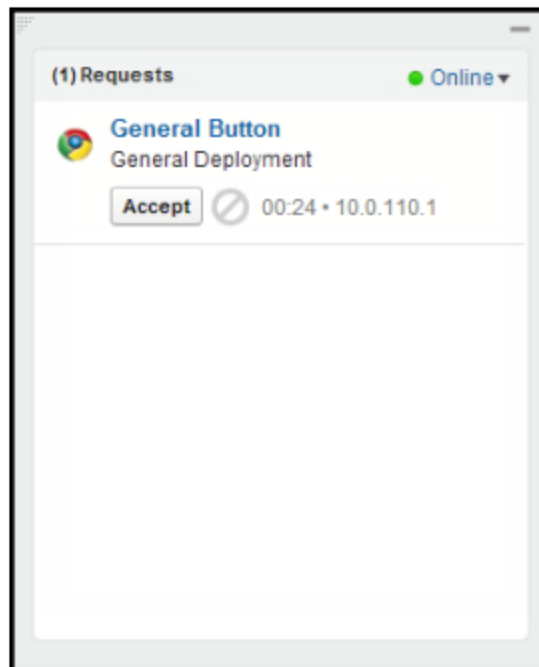 (1) Requests Online
General Button
General Deployment
Accept 00:24 • 10.0.110.1